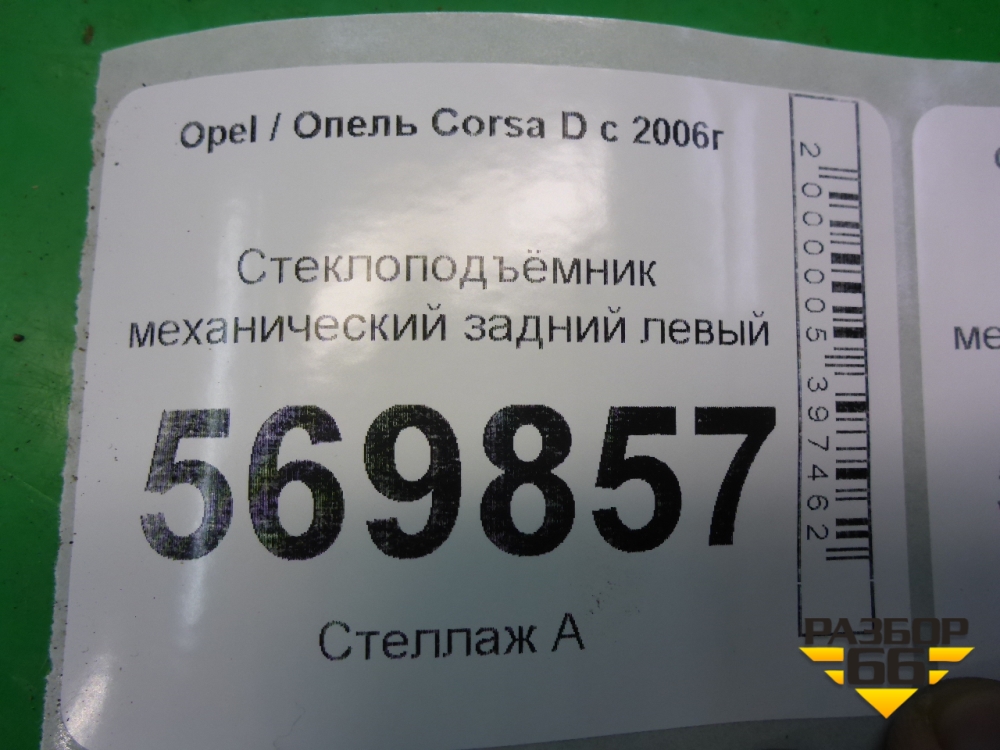 Opel / Опель Corsa D с 2006г
Стеклоподъёмник
механический задний левый
569857
Стеллаж А
2000005397462
ме
РАЗБОР
66